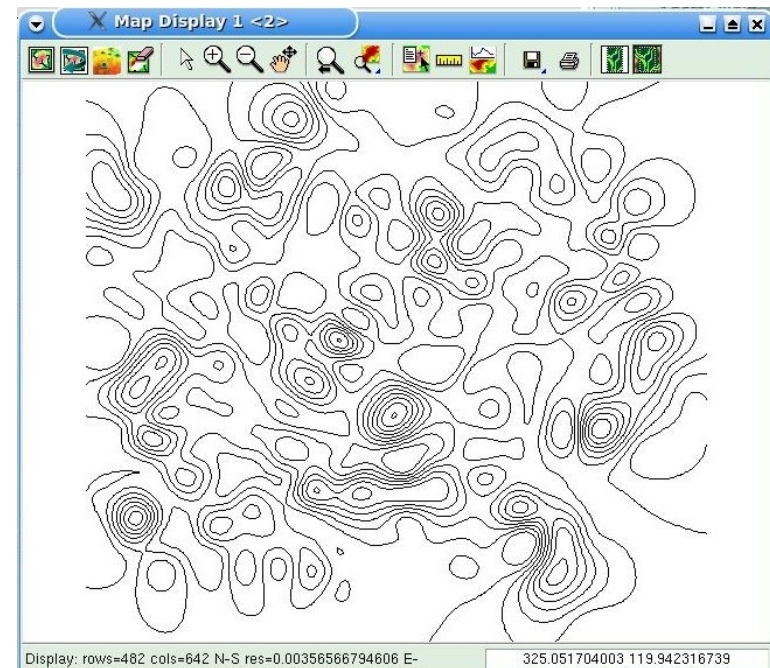 Map Display 1 <2>
Display: rows=482 cols=642 N-S res=0.00356566794606 E-
325.051704003 119.942316739